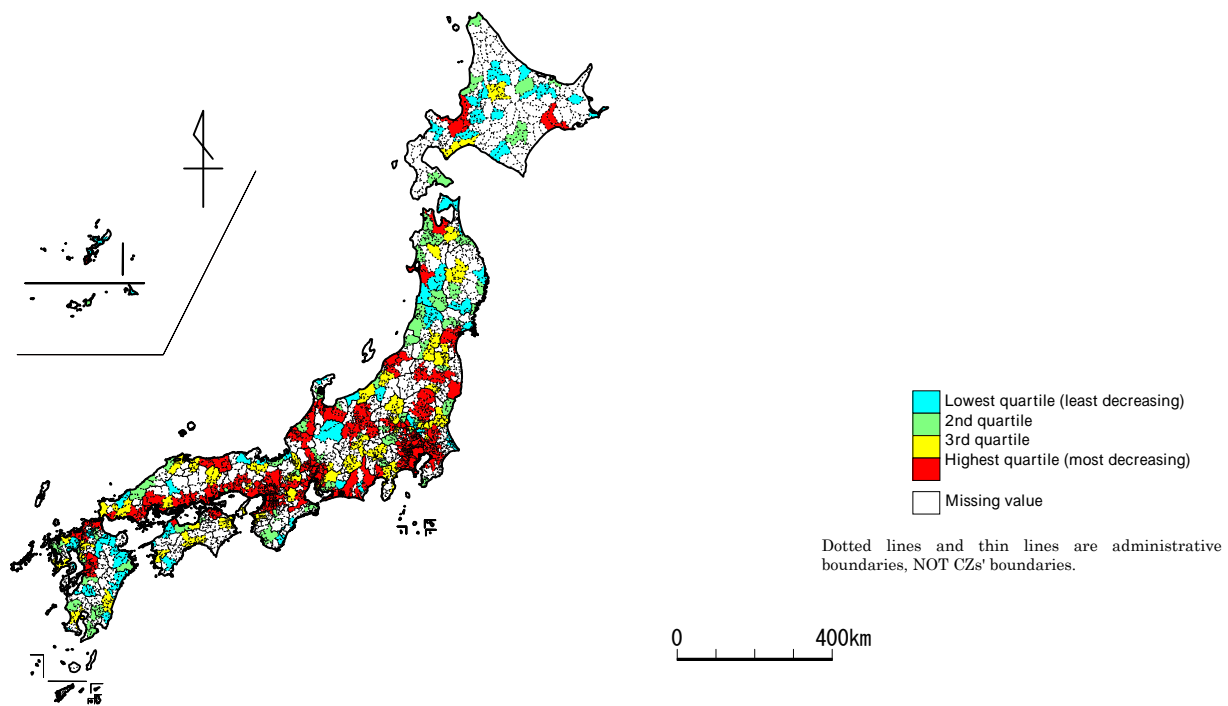 Lowest quartile (least decreasing)
2nd quartile
3rd quartile
Highest quartile (most decreasing)
Missing value
Dotted lines and thin lines are administrative
boundaries, NOT CZs' boundaries.
0 400km